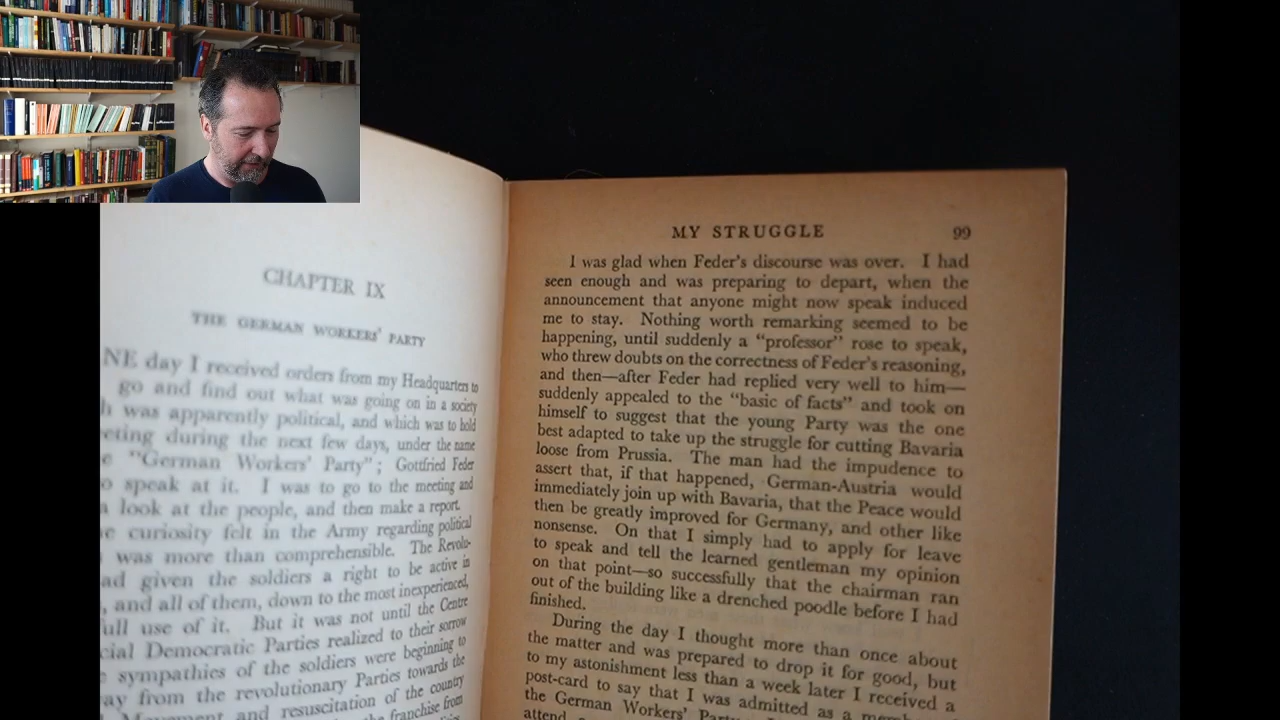 CHAPTER IX
THE GERMAN WORKERS' PARTY
NE day I received orders from my Headquarters to
go and find out what was going on in a society
h was apparently political, and which was to hold
eting during the next few days, under the name
e "German Workers' Party"; Gottfried Feder
o speak at it. I was to go to the meeting and
a look at the people, and then make a report.
e curiosity felt in the Army regarding political
was more than comprehensible. The Revolu-
ad given the soldiers a right to be active in
, and all of them, down to the most inexperienced,
ull use of it. But it was not until the Centre
cial Democratic Parties realized to their sorrow
e sympathies of the soldiers were beginning to
ay from the revolutionary Parties towards the
Movement and resuscitation of the country
the franchise from
MY STRUGGLE 99
I was glad when Feder's discourse was over. I had
seen enough and was preparing to depart, when the
announcement that anyone might now speak induced
me to stay. Nothing worth remarking seemed to be
happening, until suddenly a "professor" rose to speak,
who threw doubts on the correctness of Feder's reasoning,
and then—after Feder had replied very well to him—
suddenly appealed to the "basic of facts" and took on
himself to suggest that the young Party was the one
best adapted to take up the struggle for cutting Bavaria
loose from Prussia. The man had the impudence to
assert that, if that happened, German-Austria would
immediately join up with Bavaria, that the Peace would
then be greatly improved for Germany, and other like
nonsense. On that I simply had to apply for leave
to speak and tell the learned gentleman my opinion
on that point—so successfully that the chairman ran
out of the building like a drenched poodle before I had
finished.
During the day I thought more than once about
the matter and was prepared to drop it for good, but
to my astonishment less than a week later I received a
post-card to say that I was admitted as a member
the German Workers'
attend